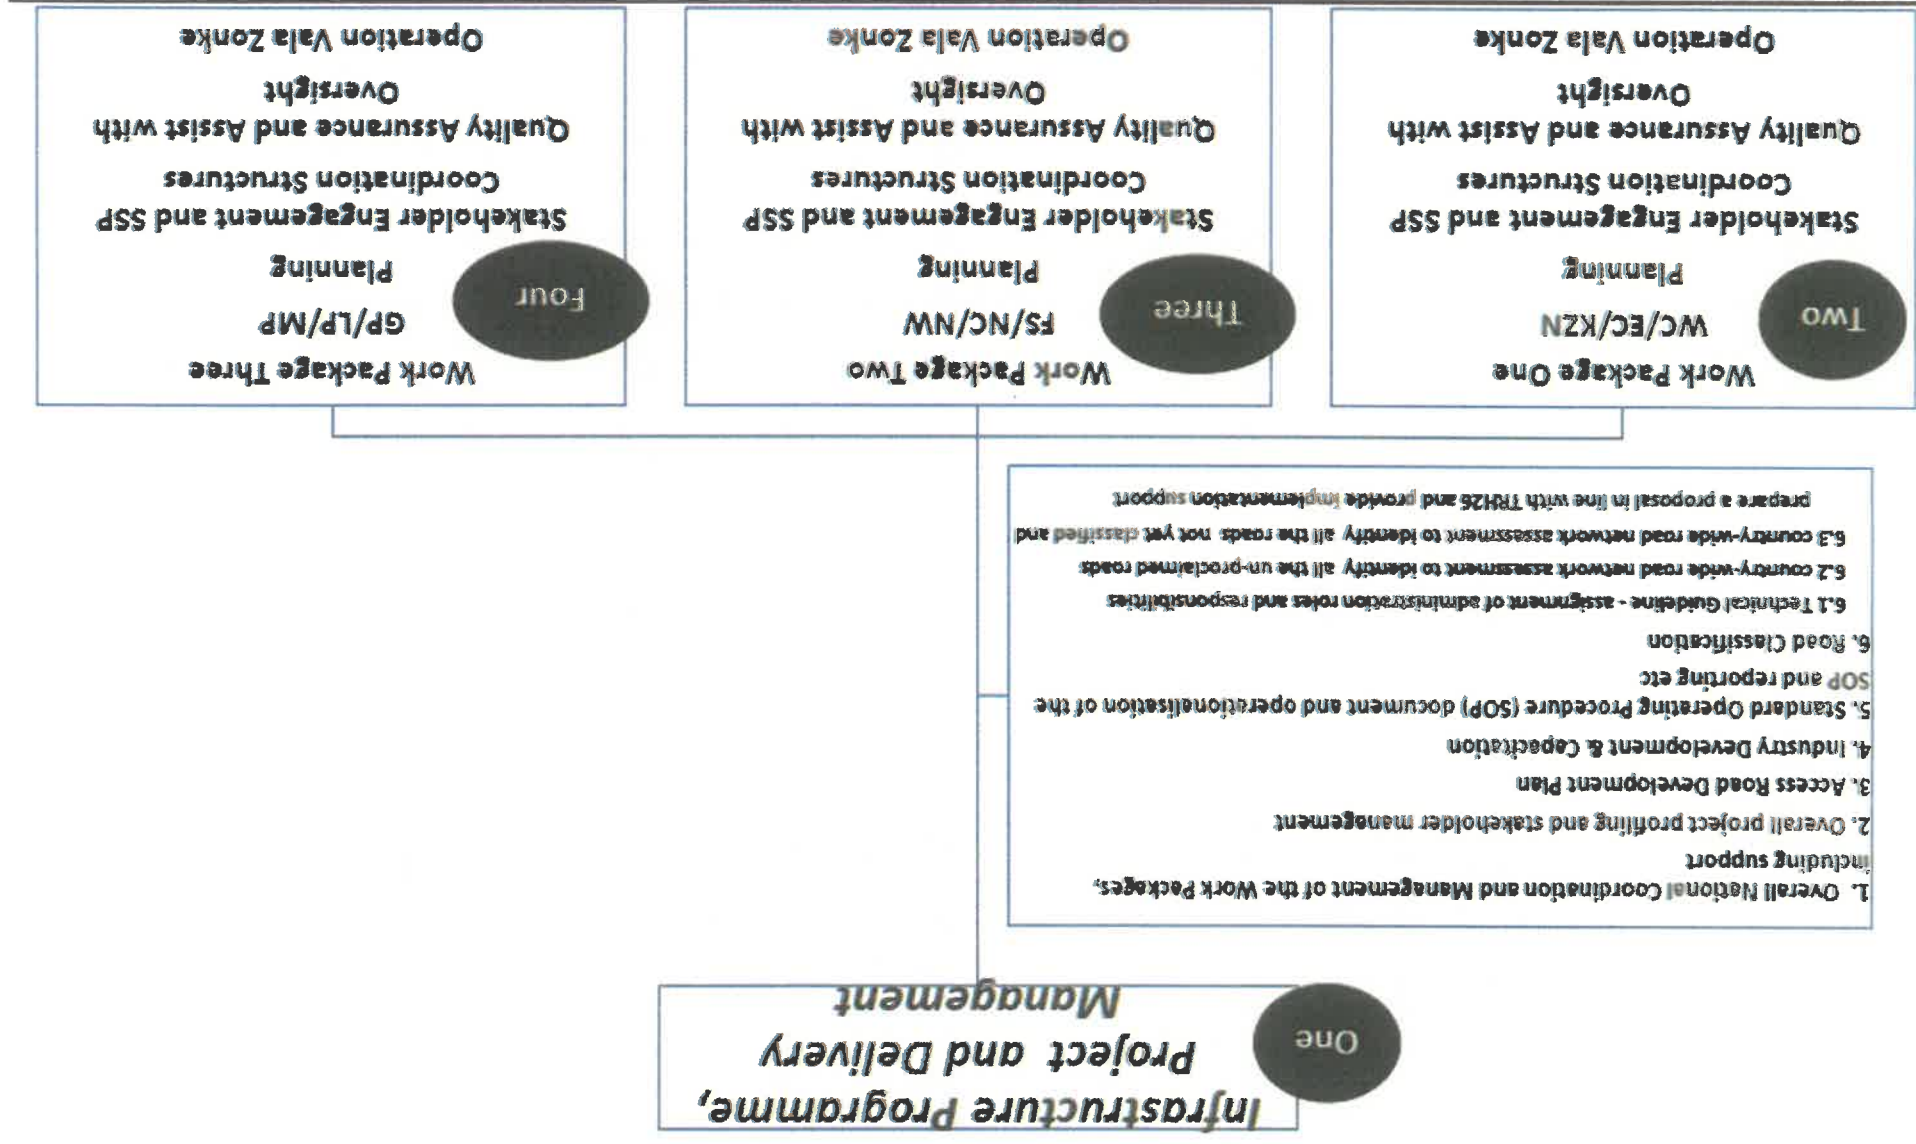 One
Infrastructure Programme,
Project and Delivery
Management
1. Overall National Coordination and Management of the Work Packages,
including support
2. Overall project profiling and stakeholder management
3. Access Road Development Plan
4. Industry Development & Capacitation
5. Standard Operating Procedure (SOP) document and operationalisation of the
SOP and reporting etc
6. Road Classification
6.1 Technical Guideline - assignment of administration roles and responsibilities
6.2 country-wide road network assessment to identify all the un-proclaimed roads
6.3 country-wide road network assessment to identify all the roads not yet classified and
prepare a proposal in line with TRH26 and provide implementation support
Two
Work Package One
WC/EC/KZN
Planning
Stakeholder Engagement and SSP
Coordination Structures
Quality Assurance and Assist with
Oversight
Operation Vala Zonke
Three
Work Package Two
FS/NC/NW
Planning
Stakeholder Engagement and SSP
Coordination Structures
Quality Assurance and Assist with
Oversight
Operation Vala Zonke
Four
Work Package Three
GP/LP/MP
Planning
Stakeholder Engagement and SSP
Coordination Structures
Quality Assurance and Assist with
Oversight
Operation Vala Zonke